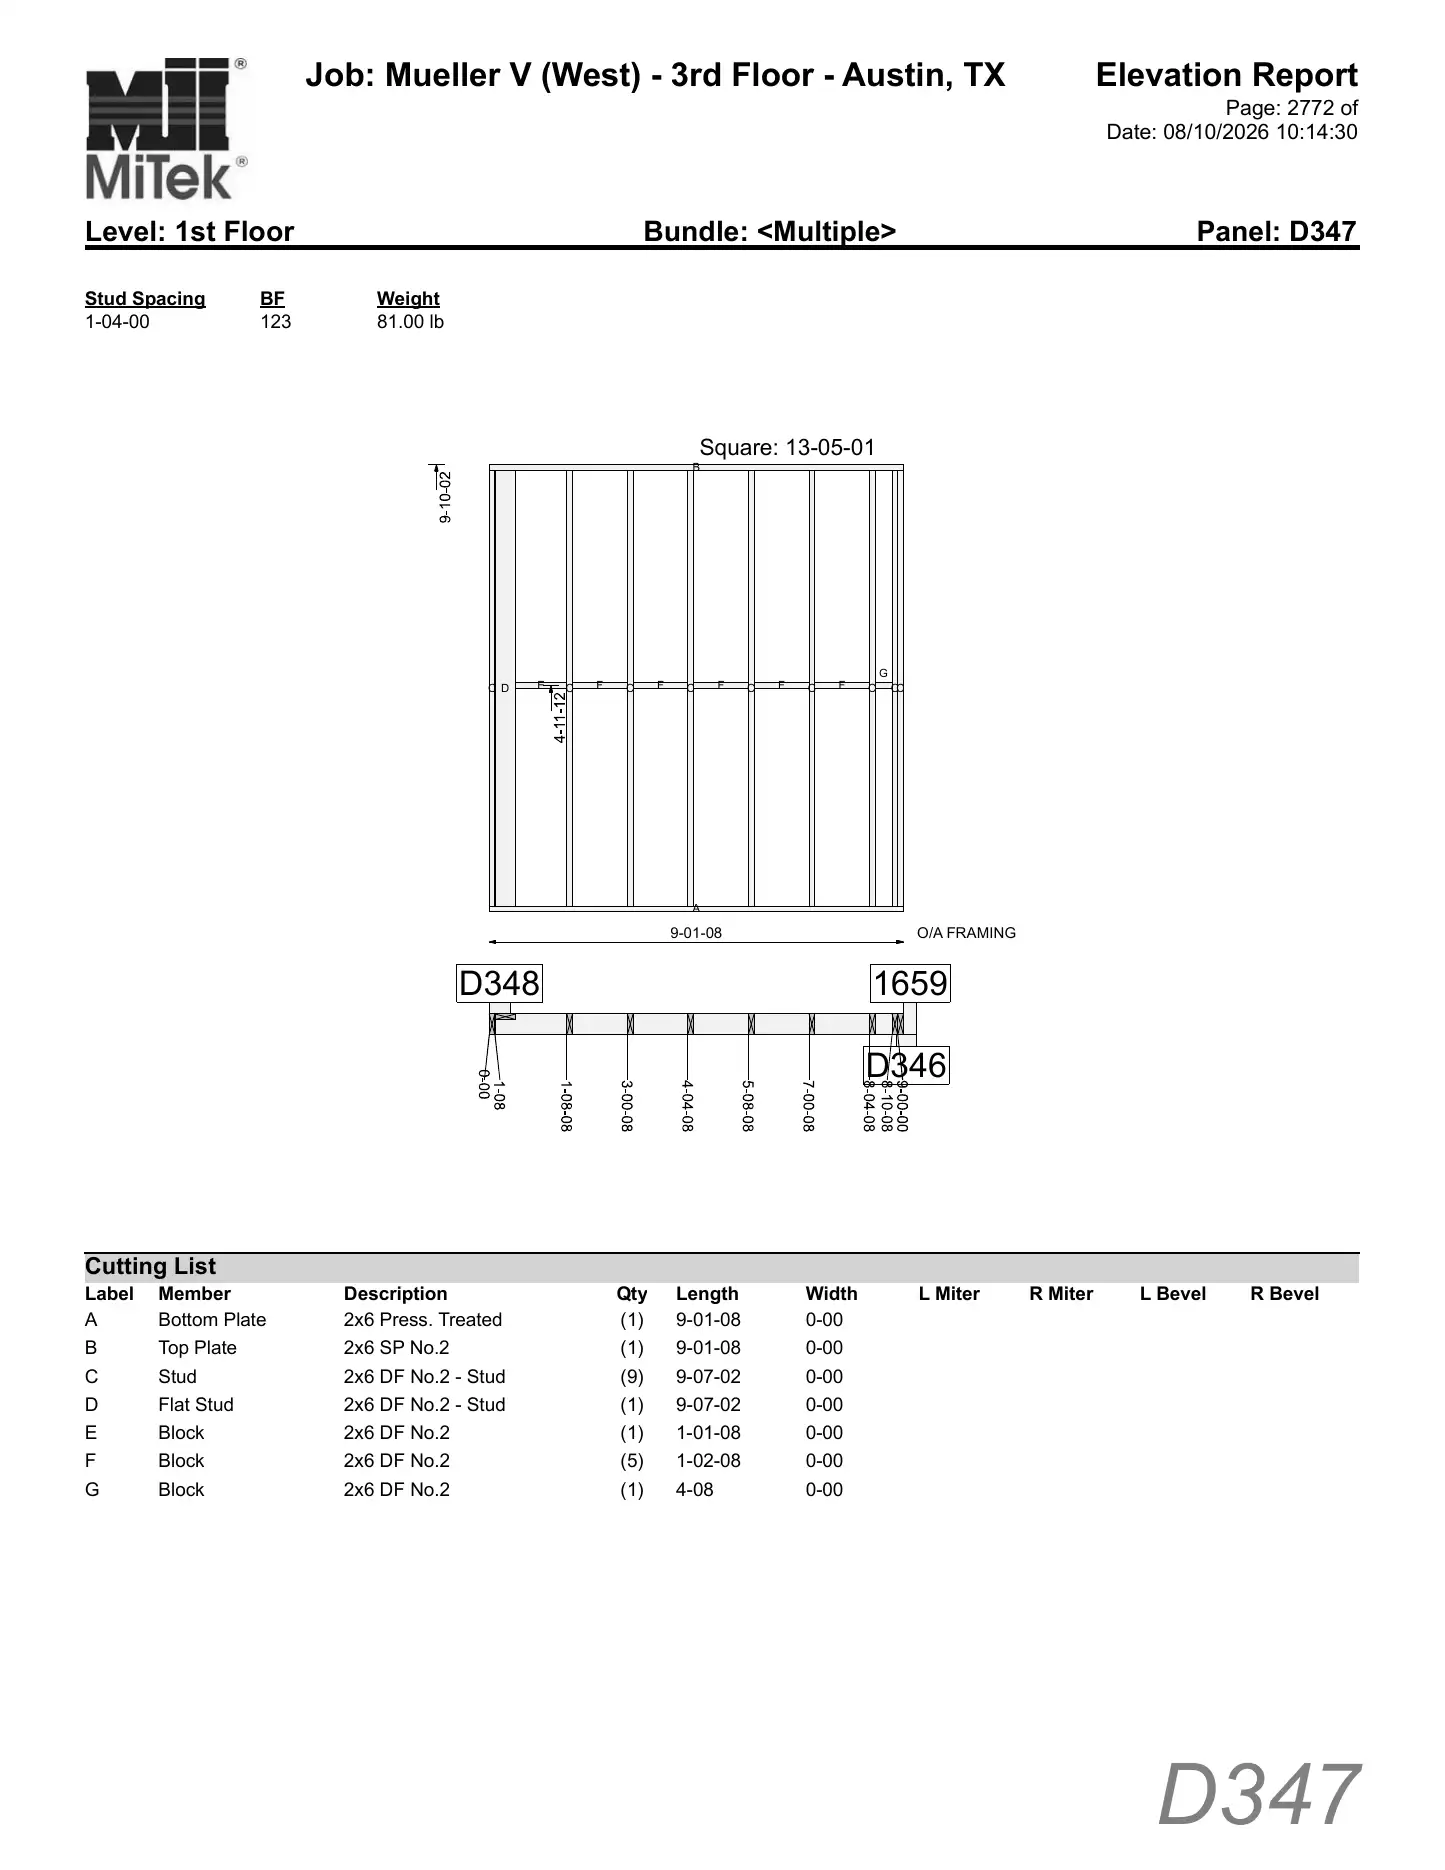 Job: Mueller V (West) - 3rd Floor - Austin, TX
Elevation Report
Page: 2772 of
Date: 08/10/2026 10:14:30
MiTek®
Level: 1st Floor Bundle: <Multiple> Panel: D347
Stud Spacing BF Weight
1-04-00 123 81.00 lb
Square: 13-05-01
B
9-10-02
G
C D E C F C F C F C F C F C C C
4-11-12
A
9-01-08 O/A FRAMING
D348 1659
D346
0-00 1-08 1-08-08 3-00-08 4-04-08 5-08-08 7-00-08 8-04-08 8-10-08 9-00-00
Cutting List
Label Member Description Qty Length Width L Miter R Miter L Bevel R Bevel
A Bottom Plate 2x6 Press. Treated (1) 9-01-08 0-00
B Top Plate 2x6 SP No.2 (1) 9-01-08 0-00
C Stud 2x6 DF No.2 - Stud (9) 9-07-02 0-00
D Flat Stud 2x6 DF No.2 - Stud (1) 9-07-02 0-00
E Block 2x6 DF No.2 (1) 1-01-08 0-00
F Block 2x6 DF No.2 (5) 1-02-08 0-00
G Block 2x6 DF No.2 (1) 4-08 0-00
D347